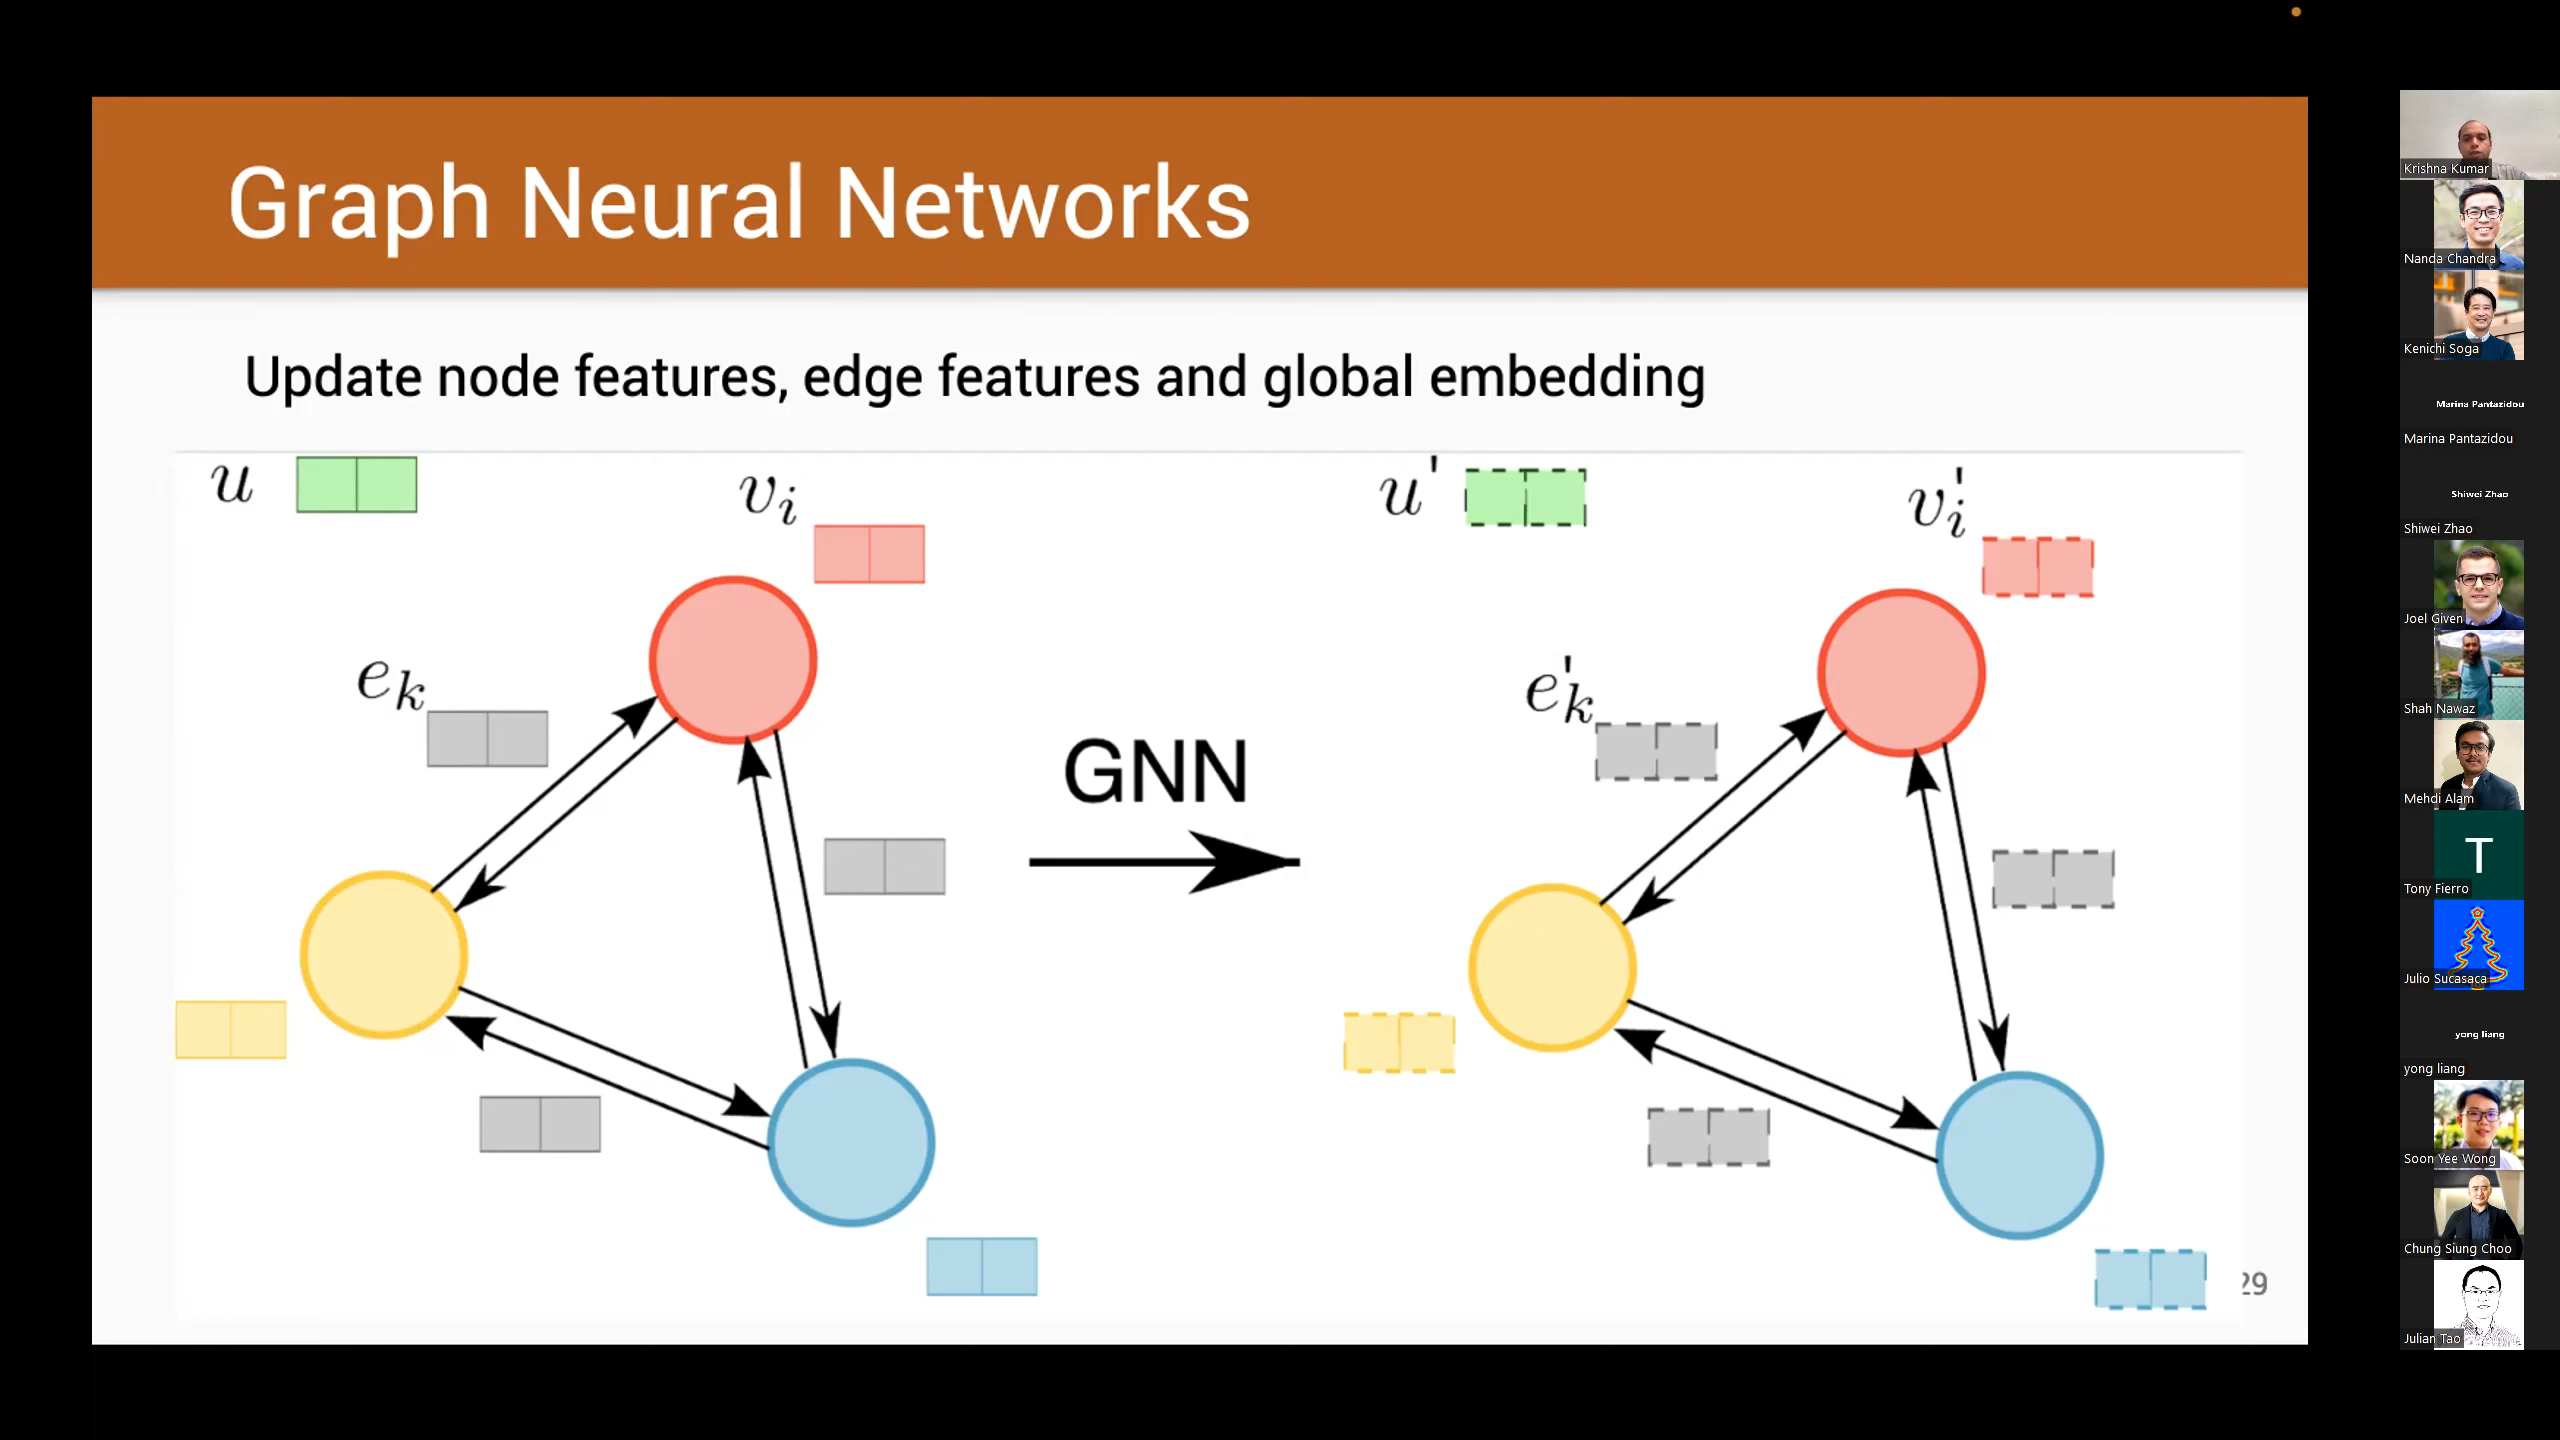 Graph Neural Networks
Update node features, edge features and global embedding
u
v_i
e_k
GNN
u'
v'_i
e'_k
29
Krishna Kumar
Nanda Chandra
Kenichi Soga
Marina Pantazidou
Marina Pantazidou
Shiwei Zhao
Shiwei Zhao
Joel Given
Shah Nawaz
Mehdi Alam
T
Tony Fierro
Julio Sucasaca
yong liang
yong liang
Soon Yee Wong
Chung Siung Choo
Julian Tao